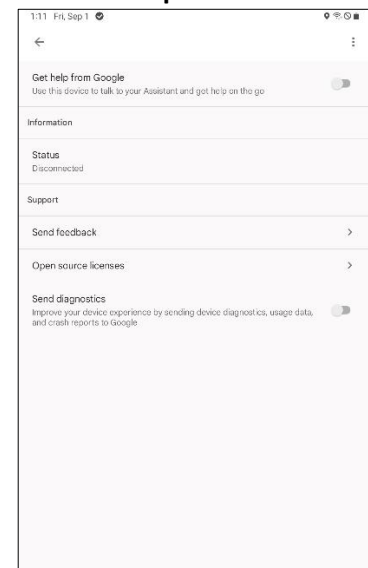 1:11 Fri, Sep 1
Get help from Google
Use this device to talk to your Assistant and get help on the go
Information
Status
Disconnected
Support
Send feedback
Open source licenses
Send diagnostics
Improve your device experience by sending device diagnostics, usage data,
and crash reports to Google